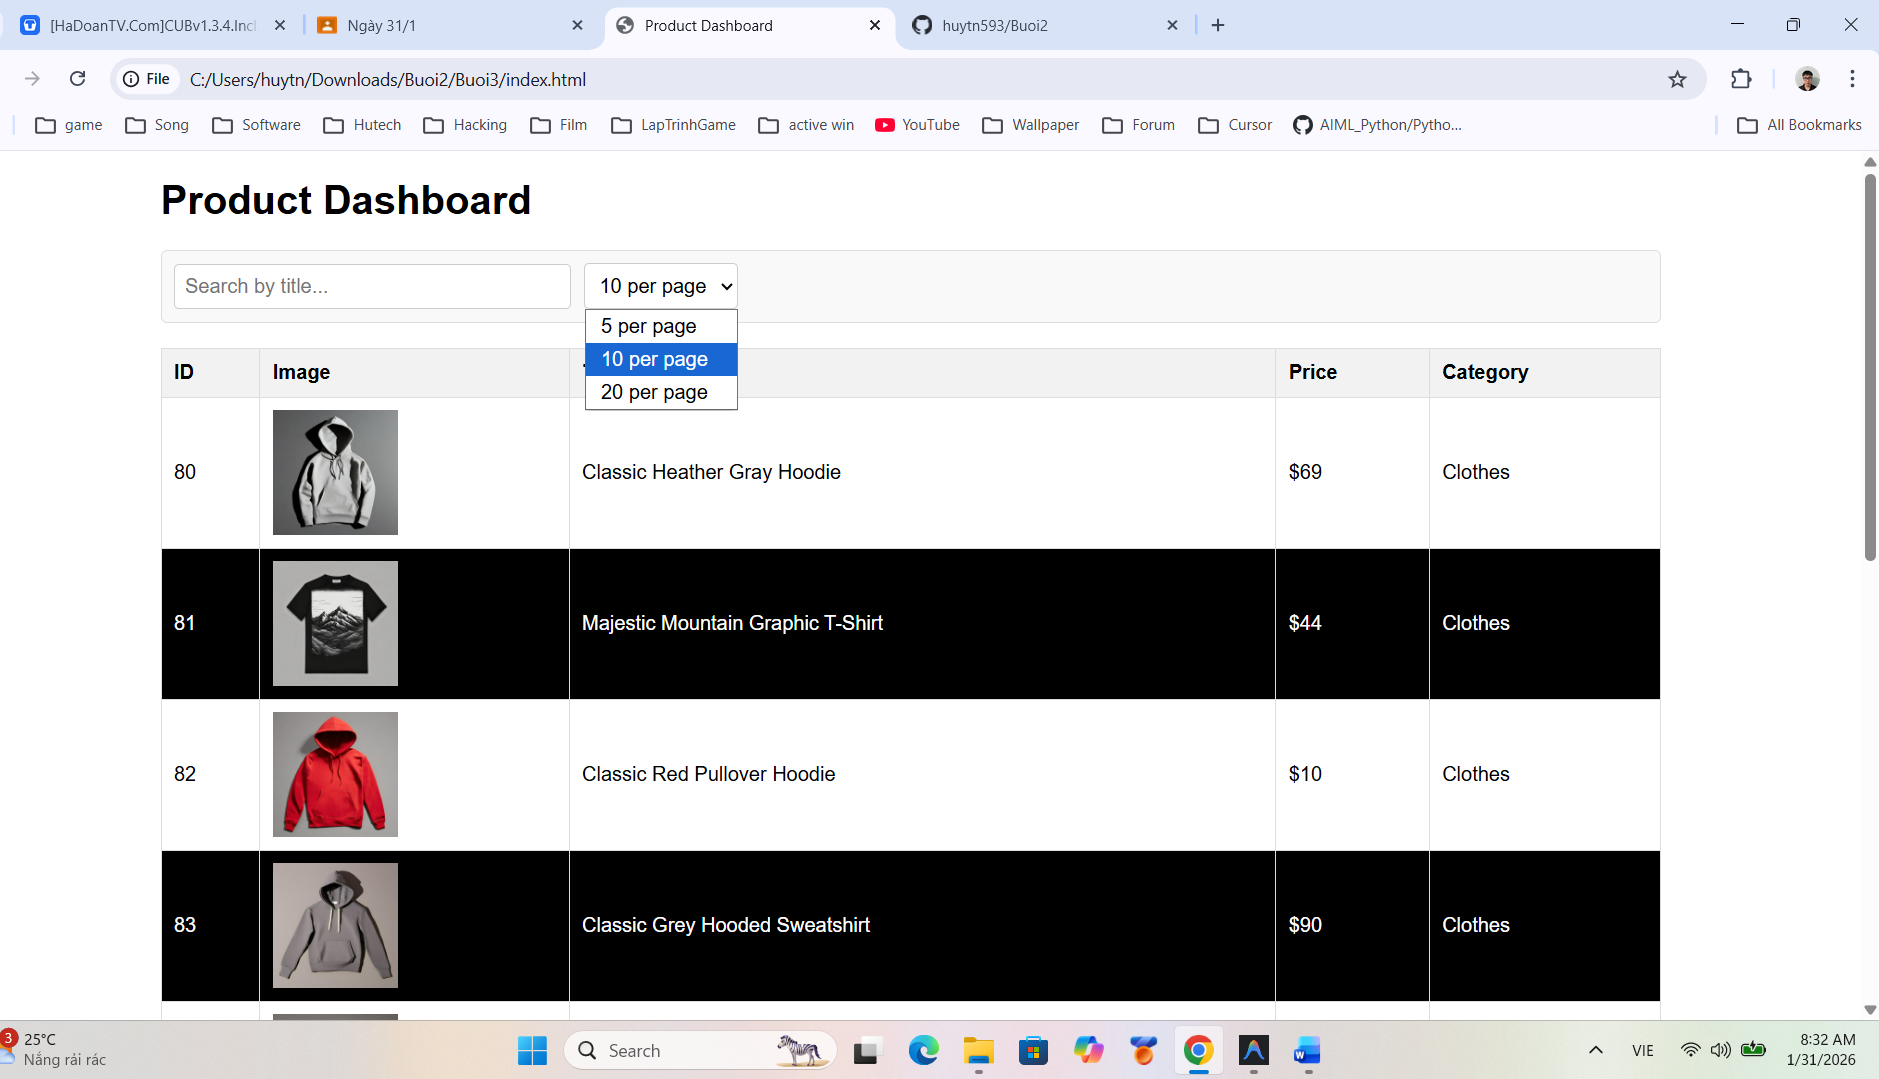 [HaDoanTV.Com]CUBv1.3.4.Incl
Ngày 31/1
Product Dashboard
huytn593/Buoi2
File
C:/Users/huytn/Downloads/Buoi2/Buoi3/index.html
game
Song
Software
Hutech
Hacking
Film
LapTrinhGame
active win
YouTube
Wallpaper
Forum
Cursor
AIML_Python/Pytho...
All Bookmarks
Product Dashboard
Search by title...
10 per page
5 per page
10 per page
20 per page
ID
Image
Price
Category
80
Classic Heather Gray Hoodie
$69
Clothes
81
Majestic Mountain Graphic T-Shirt
$44
Clothes
82
Classic Red Pullover Hoodie
$10
Clothes
83
Classic Grey Hooded Sweatshirt
$90
Clothes
3
25°C
Nắng rải rác
Search
W
VIE
8:32 AM
1/31/2026